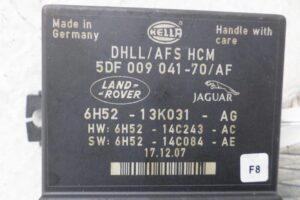 Made in
Germany
HELLA
Handle with
care
DHLL/AFS HCM
5DF 009 041-70/AF
LAND-
ROVER
JAGUAR
6H52 - 13K031 - AG
HW: 6H52 - 14C243 - AC
SW: 6H52 - 14C084 - AE
17.12.07
F8